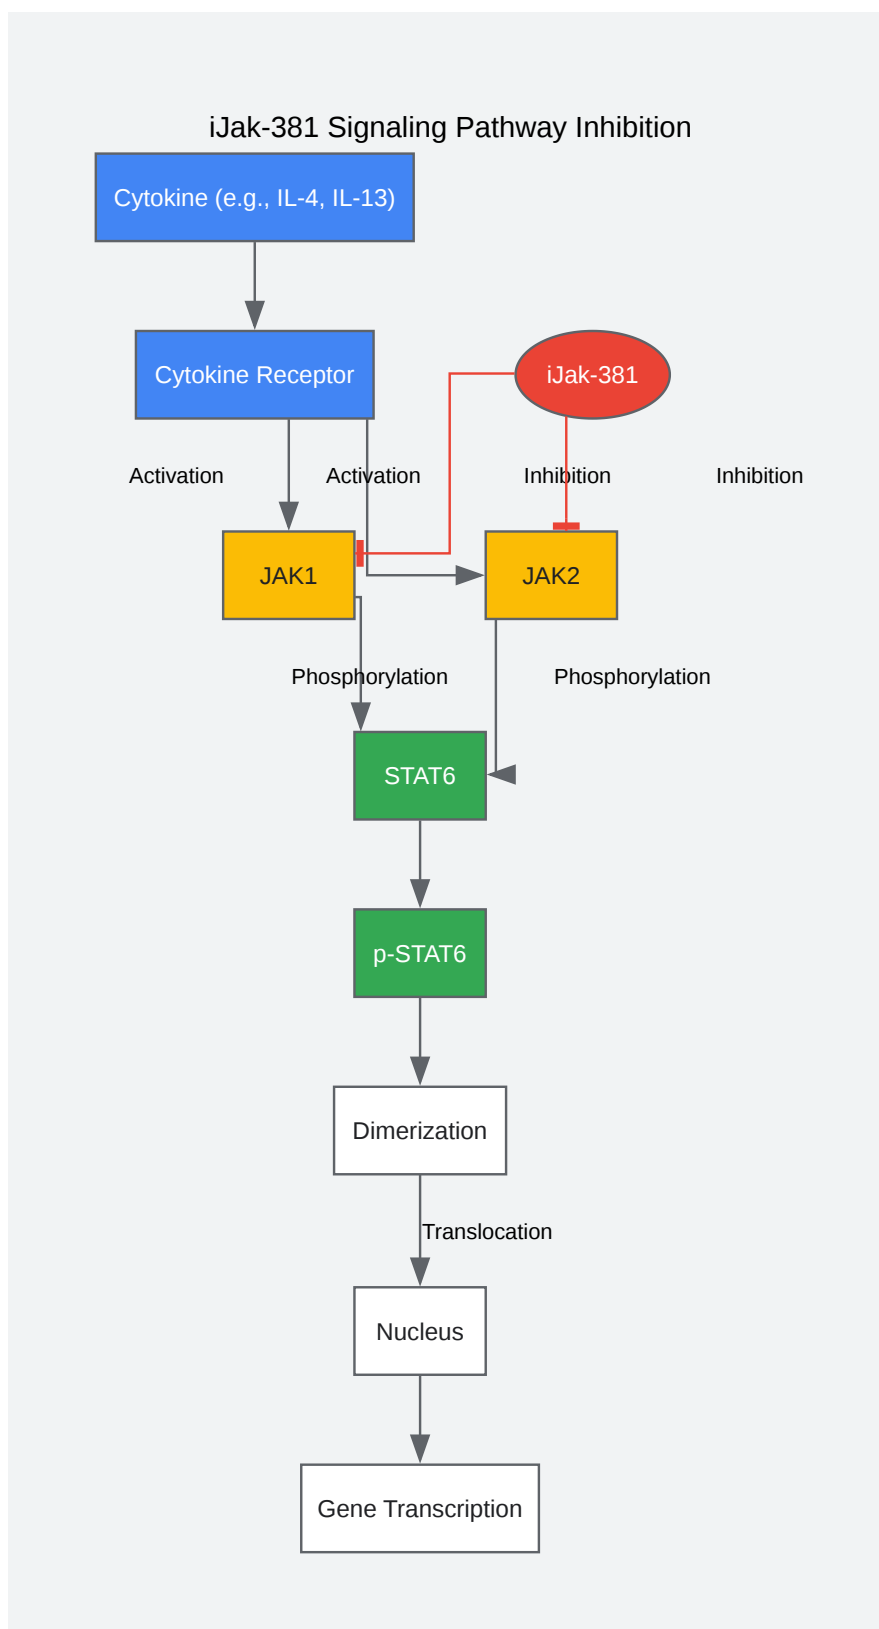 iJak-381 Signaling Pathway Inhibition
Cytokine (e.g., IL-4, IL-13)
Cytokine Receptor
iJak-381
Activation
Activation
Inhibition
Inhibition
JAK1
JAK2
Phosphorylation
Phosphorylation
STAT6
p-STAT6
Dimerization
Translocation
Nucleus
Gene Transcription